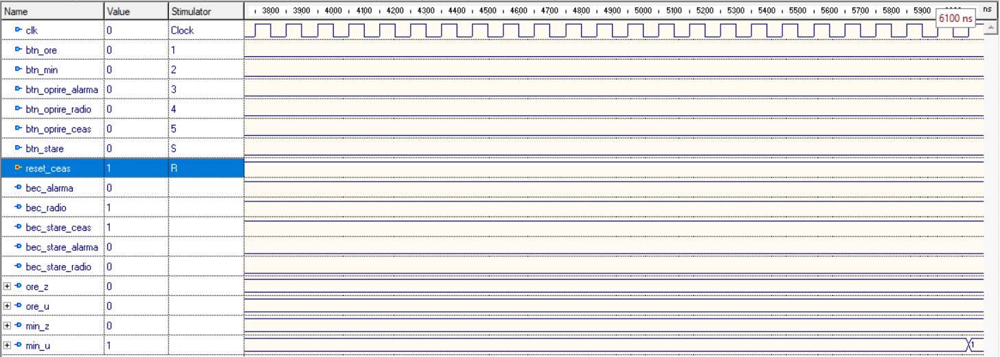 Name Value Stimulator 3800 3900 4000 4100 4200 4300 4400 4500 4600 4700 4800 4900 5000 5100 5200 5300 5400 5500 5600 5700 5800 5900 ns
6100 ns
clk 0 Clock
btn_ore 0 1
btn_min 0 2
btn_oprire_alarma 0 3
btn_oprire_radio 0 4
btn_oprire_ceas 0 5
btn_stare 0 S
reset_ceas 1 R
bec_alarma 0
bec_radio 1
bec_stare_ceas 1
bec_stare_alarma 0
bec_stare_radio 0
ore_z 0
ore_u 0
min_z 0
min_u 1 1